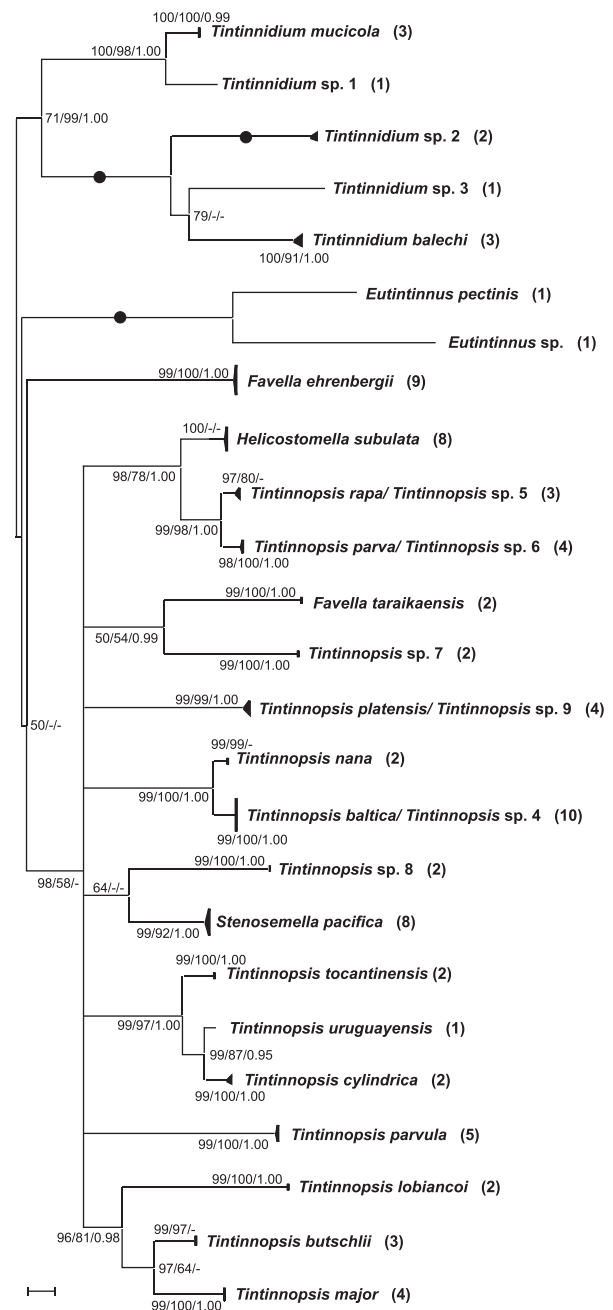 100/100/0.99
Tintinnidium mucicola (3)
100/98/1.00
Tintinnidium sp. 1 (1)
71/99/1.00
Tintinnidium sp. 2 (2)
Tintinnidium sp. 3 (1)
79/-/-
Tintinnidium balechi (3)
100/91/1.00
Eutintinnus pectinis (1)
Eutintinnus sp. (1)
99/100/1.00
Favella ehrenbergii (9)
100/-/-
Helicostomella subulata (8)
98/78/1.00
97/80/-
Tintinnopsis rapa/ Tintinnopsis sp. 5 (3)
99/98/1.00
Tintinnopsis parva/ Tintinnopsis sp. 6 (4)
98/100/1.00
99/100/1.00
Favella taraikaensis (2)
50/54/0.99
Tintinnopsis sp. 7 (2)
99/100/1.00
99/99/1.00
Tintinnopsis platensis/ Tintinnopsis sp. 9 (4)
50/-/-
99/99/-
Tintinnopsis nana (2)
99/100/1.00
Tintinnopsis baltica/ Tintinnopsis sp. 4 (10)
99/100/1.00
99/100/1.00
Tintinnopsis sp. 8 (2)
98/58/-
64/-/-
Stenosemella pacifica (8)
99/92/1.00
99/100/1.00
Tintinnopsis tocantinensis (2)
99/97/1.00
Tintinnopsis uruguayensis (1)
99/87/0.95
Tintinnopsis cylindrica (2)
99/100/1.00
Tintinnopsis parvula (5)
99/100/1.00
99/100/1.00
Tintinnopsis lobiancoi (2)
96/81/0.98
99/97/-
Tintinnopsis butschlii (3)
97/64/-
Tintinnopsis major (4)
99/100/1.00